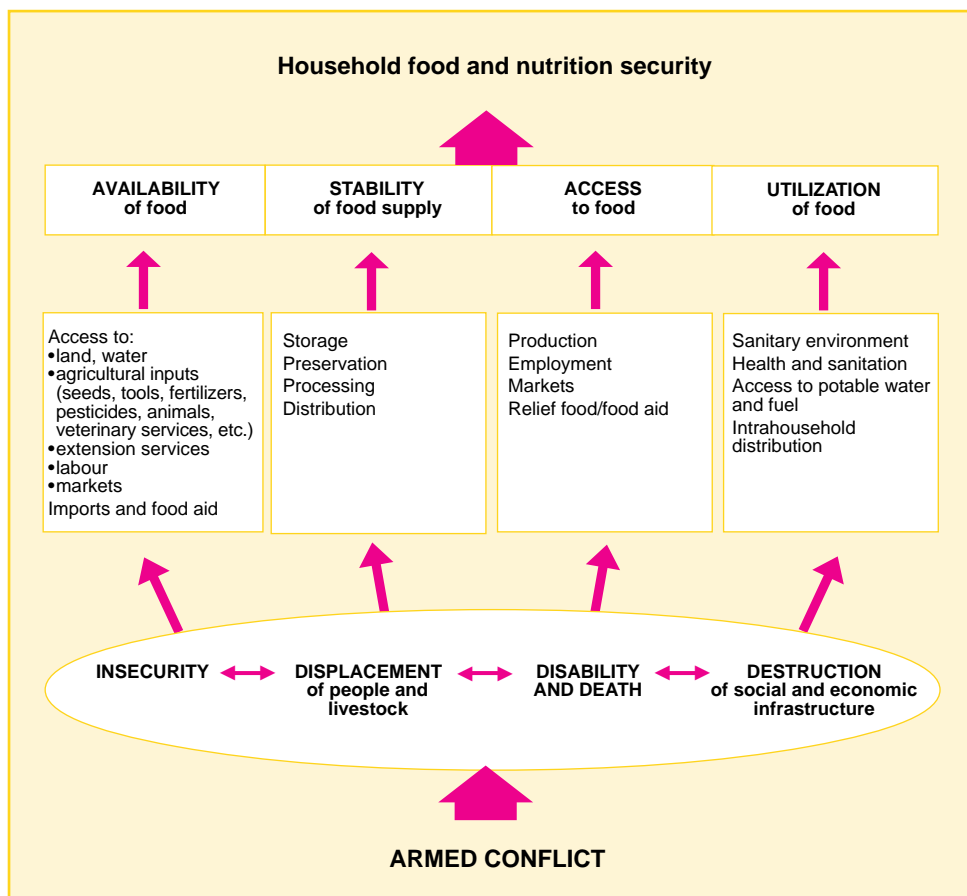 Household food and nutrition security
AVAILABILITY
of food
STABILITY
of food supply
ACCESS
to food
UTILIZATION
of food
Access to:
•land, water
•agricultural inputs
(seeds, tools, fertilizers,
pesticides, animals,
veterinary services, etc.)
•extension services
•labour
•markets
Imports and food aid
Storage
Preservation
Processing
Distribution
Production
Employment
Markets
Relief food/food aid
Sanitary environment
Health and sanitation
Access to potable water
and fuel
Intrahousehold
distribution
INSECURITY
DISPLACEMENT
of people and
livestock
DISABILITY
AND DEATH
DESTRUCTION
of social and economic
infrastructure
ARMED CONFLICT